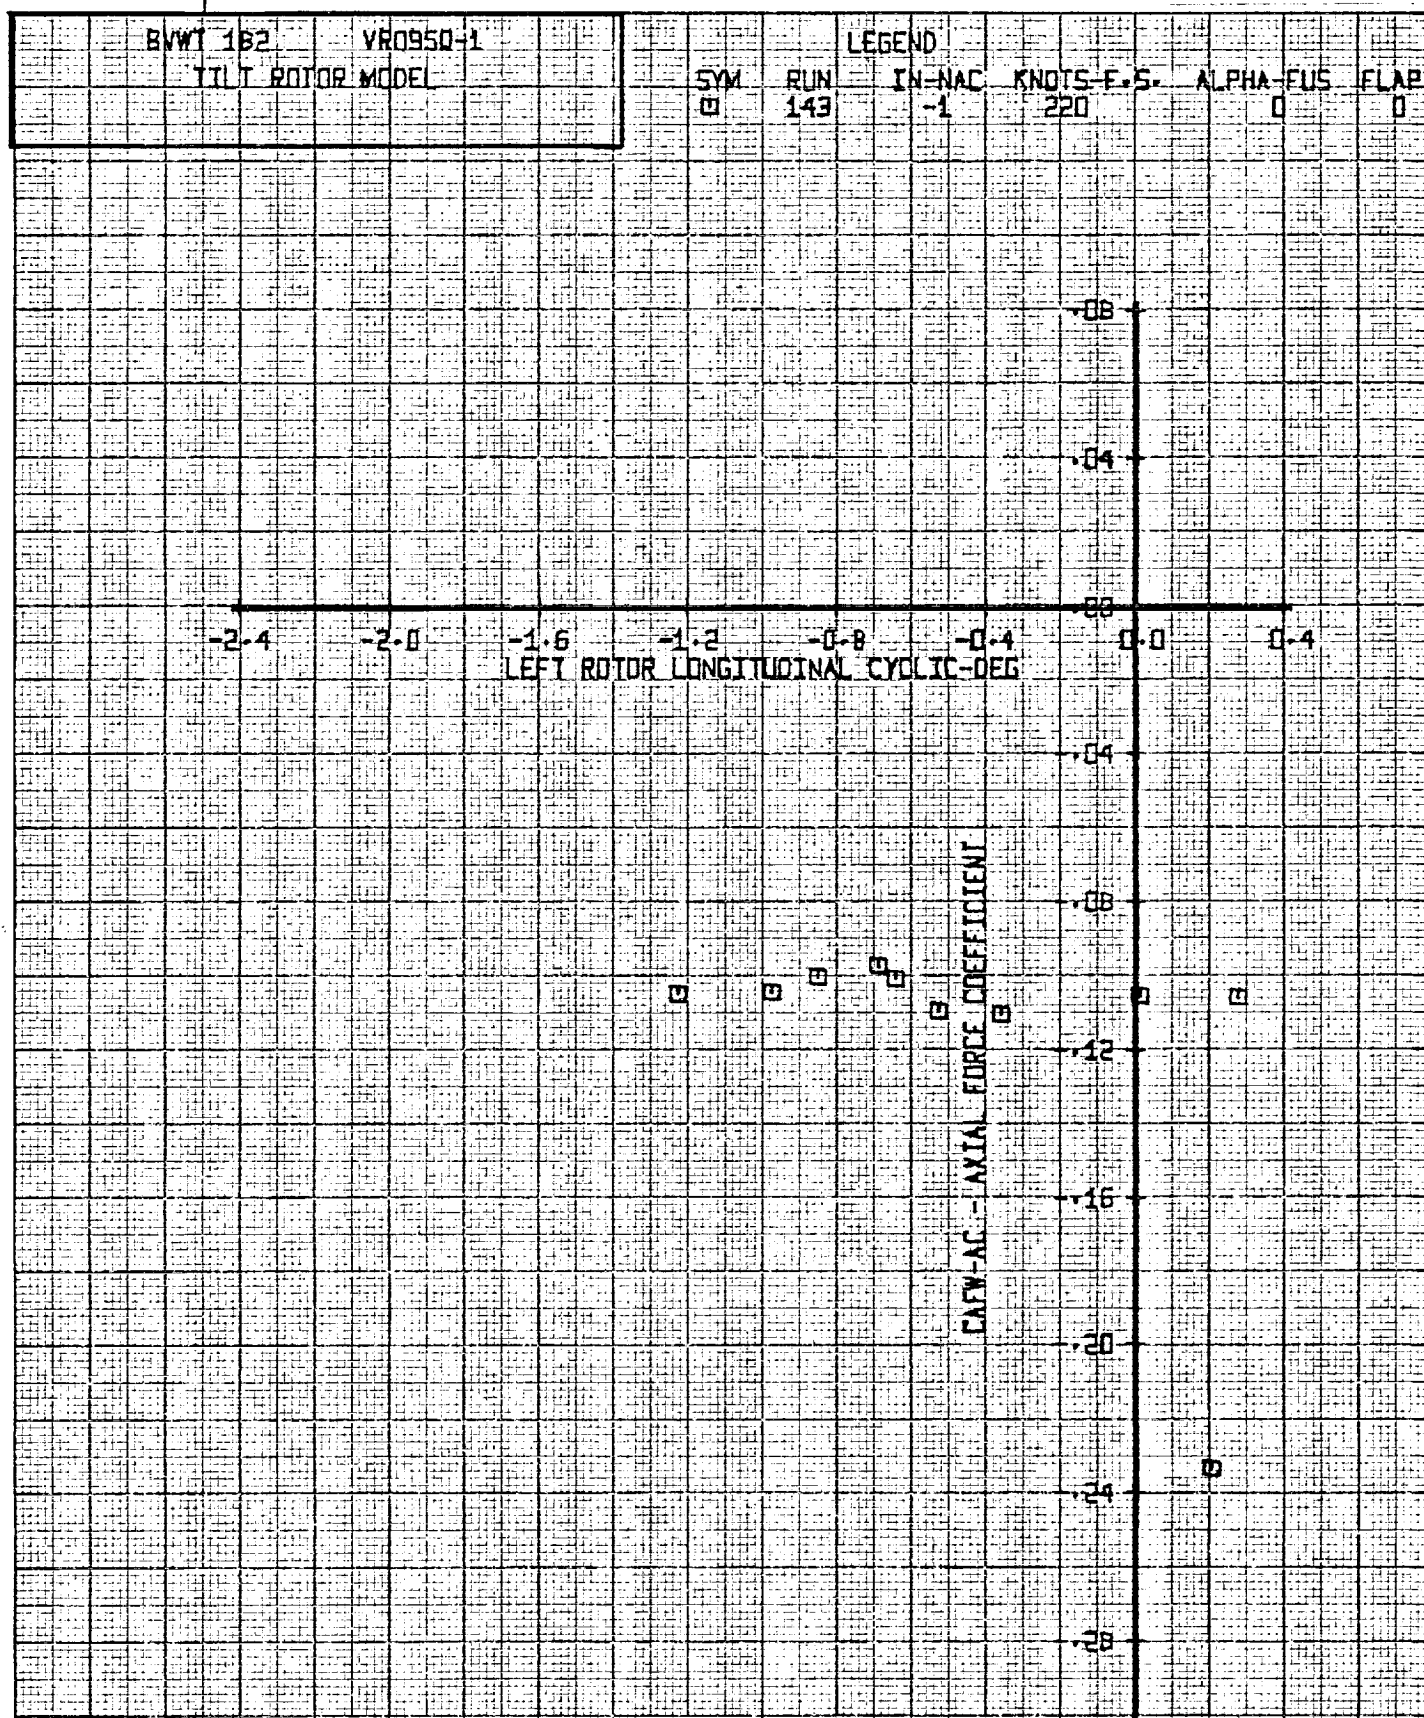 BVWT 182 VR095Q-1
TILT ROTOR MODEL
LEGEND
SYM RUN IN-NAC KNOTS-F.S. ALPHA-FUS FLAP
143 -1 220 0 0
.08
.04
.00
-2.4 -2.0 -1.6 -1.2 -0.8 -0.4 0.0 0.4
LEFT ROTOR LONGITUDINAL CYCLIC-DEG
-.04
-.08
-.12
-.16
-.20
-.24
-.28
CAFW-AC.-AXIAL FORCE COEFFICIENT